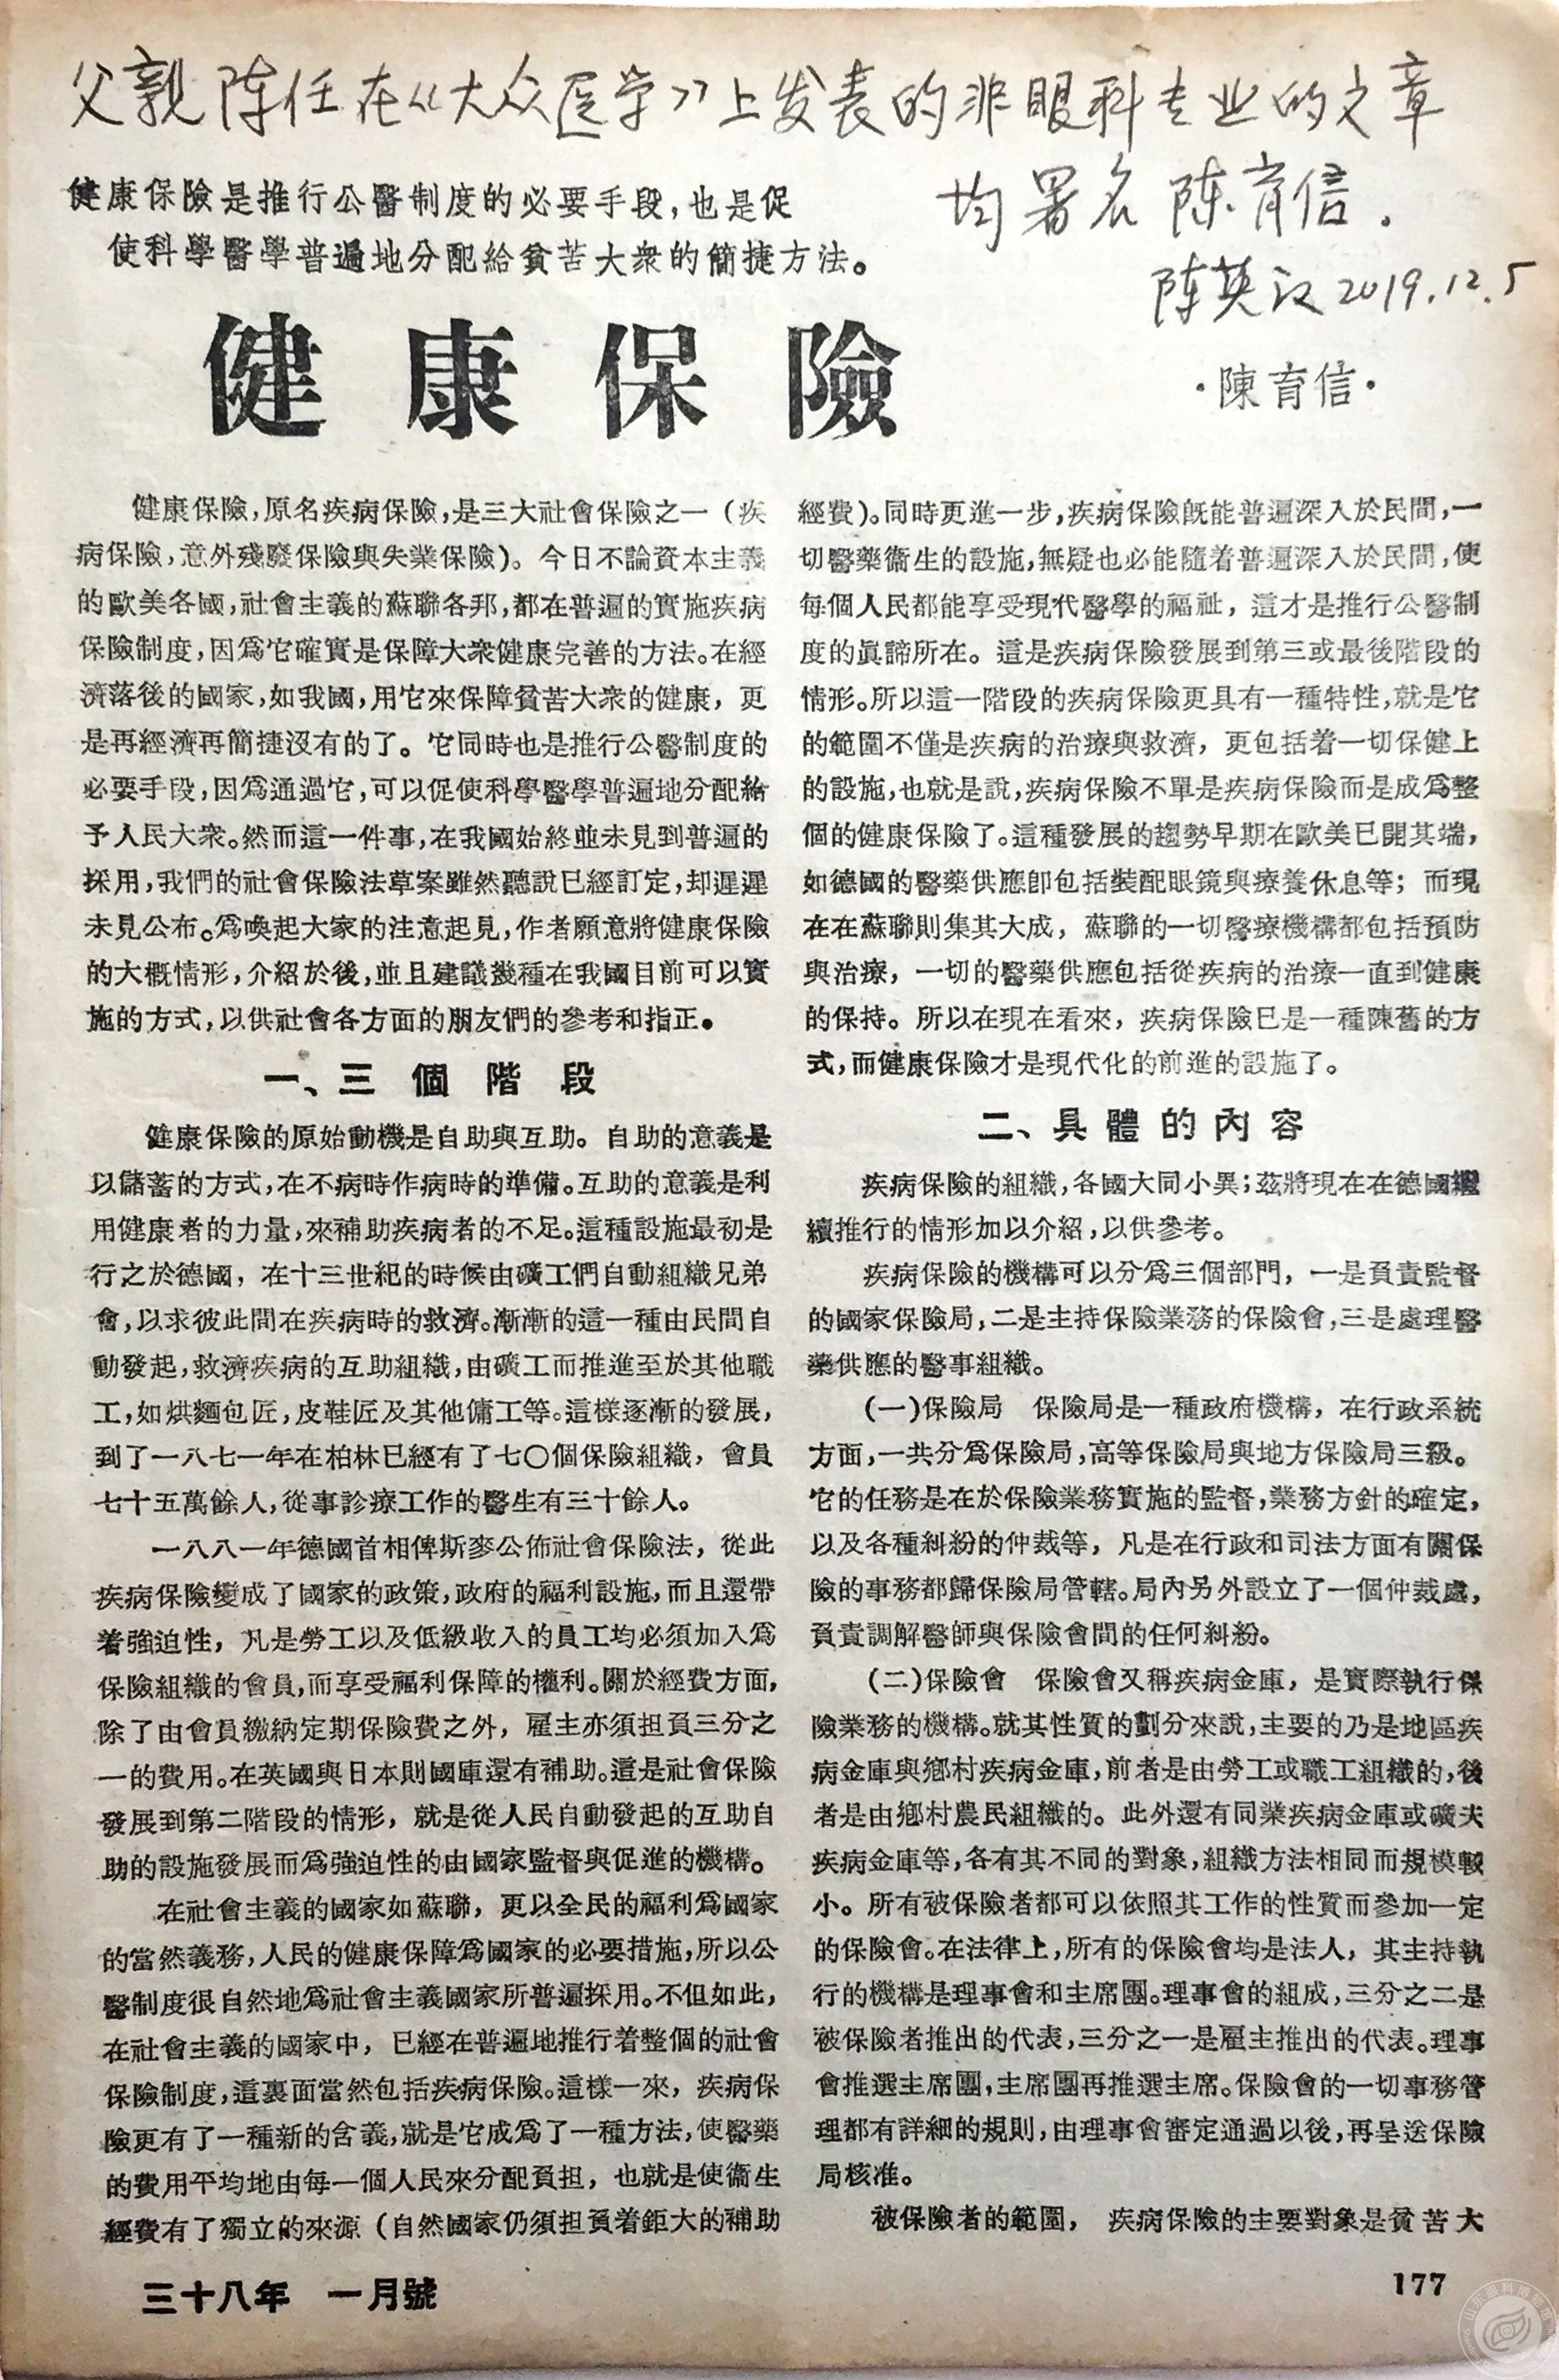 父親陈任在《大众医学》上发表的非眼科专业的文章
均署名 陈育信.
陈英汉 2019.12.5
健康保險是推行公醫制度的必要手段,也是促
使科學醫學普遍地分配給貧苦大衆的簡捷方法。
健康保險
·陳育信·
健康保險,原名疾病保險,是三大社會保險之一(疾
病保險,意外殘廢保險與失業保險)。今日不論資本主義
的歐美各國,社會主義的蘇聯各邦,都在普遍的實施疾病
保險制度,因爲它確實是保障大衆健康完善的方法。在經
濟落後的國家,如我國,用它來保障貧苦大衆的健康,更
是再經濟再簡捷沒有的了。它同時也是推行公醫制度的
必要手段,因爲通過它,可以促使科學醫學普遍地分配給
予人民大衆。然而這一件事,在我國始終並未見到普遍的
採用,我們的社會保險法草案雖然聽說已經訂定,却遲遲
未見公布。爲喚起大家的注意起見,作者願意將健康保險
的大概情形,介紹於後,並且建議幾種在我國目前可以實
施的方式,以供社會各方面的朋友們的參考和指正。
一、三個階段
健康保險的原始動機是自助與互助。自助的意義是
以儲蓄的方式,在不病時作病時的準備。互助的意義是利
用健康者的力量,來補助疾病者的不足。這種設施最初是
行之於德國,在十三世紀的時候由礦工們自動組織兄弟
會,以求彼此間在疾病時的救濟。漸漸的這一種由民間自
動發起,救濟疾病的互助組織,由礦工而推進至於其他職
工,如烘麵包匠,皮鞋匠及其他傭工等。這樣逐漸的發展,
到了一八七一年在柏林已經有了七〇個保險組織,會員
七十五萬餘人,從事診療工作的醫生有三十餘人。
一八八一年德國首相俾斯麥公佈社會保險法,從此
疾病保險變成了國家的政策,政府的福利設施,而且還帶
着強迫性,凡是勞工以及低級收入的員工均必須加入爲
保險組織的會員,而享受福利保障的權利。關於經費方面,
除了由會員繳納定期保險費之外,雇主亦須担負三分之
一的費用。在英國與日本則國庫還有補助。這是社會保險
發展到第二階段的情形,就是從人民自動發起的互助自
助的設施發展而爲強迫性的由國家監督與促進的機構。
在社會主義的國家如蘇聯,更以全民的福利爲國家
的當然義務,人民的健康保障爲國家的必要措施,所以公
醫制度很自然地爲社會主義國家所普遍採用。不但如此,
在社會主義的國家中,已經在普遍地推行着整個的社會
保險制度,這裏面當然包括疾病保險。這樣一來,疾病保
險更有了一種新的含義,就是它成爲了一種方法,使醫藥
的費用平均地由每一個人民來分配負担,也就是使衞生
經費有了獨立的來源(自然國家仍須担負着鉅大的補助
經費)。同時更進一步,疾病保險既能普遍深入於民間,一
切醫藥衞生的設施,無疑也必能隨着普遍深入於民間,使
每個人民都能享受現代醫學的福祉,這才是推行公醫制
度的眞諦所在。這是疾病保險發展到第三或最後階段的
情形。所以這一階段的疾病保險更具有一種特性,就是它
的範圍不僅是疾病的治療與救濟,更包括着一切保健上
的設施,也就是說,疾病保險不單是疾病保險而是成爲整
個的健康保險了。這種發展的趨勢早期在歐美已開其端,
如德國的醫藥供應卽包括裝配眼鏡與療養休息等;而現
在在蘇聯則集其大成,蘇聯的一切醫療機構都包括預防
與治療,一切的醫藥供應包括從疾病的治療一直到健康
的保持。所以在現在看來,疾病保險已是一種陳舊的方
式,而健康保險才是現代化的前進的設施了。
二、具體的內容
疾病保險的組織,各國大同小異;茲將現在在德國繼
續推行的情形加以介紹,以供參考。
疾病保險的機構可以分爲三個部門,一是負責監督
的國家保險局,二是主持保險業務的保險會,三是處理醫
藥供應的醫事組織。
(一)保險局 保險局是一種政府機構,在行政系統
方面,一共分爲保險局,高等保險局與地方保險局三級。
它的任務是在於保險業務實施的監督,業務方針的確定,
以及各種糾紛的仲裁等,凡是在行政和司法方面有關保
險的事務都歸保險局管轄。局內另外設立了一個仲裁處,
負責調解醫師與保險會間的任何糾紛。
(二)保險會 保險會又稱疾病金庫,是實際執行保
險業務的機構。就其性質的劃分來說,主要的乃是地區疾
病金庫與鄉村疾病金庫,前者是由勞工或職工組織的,後
者是由鄉村農民組織的。此外還有同業疾病金庫或礦夫
疾病金庫等,各有其不同的對象,組織方法相同而規模較
小。所有被保險者都可以依照其工作的性質而參加一定
的保險會。在法律上,所有的保險會均是法人,其主持執
行的機構是理事會和主席團。理事會的組成,三分之二是
被保險者推出的代表,三分之一是雇主推出的代表。理事
會推選主席團,主席團再推選主席。保險會的一切事務管
理都有詳細的規則,由理事會審定通過以後,再呈送保險
局核准。
被保險者的範圍, 疾病保險的主要對象是貧苦大
三十八年 一月號
177
山东眼科博物馆